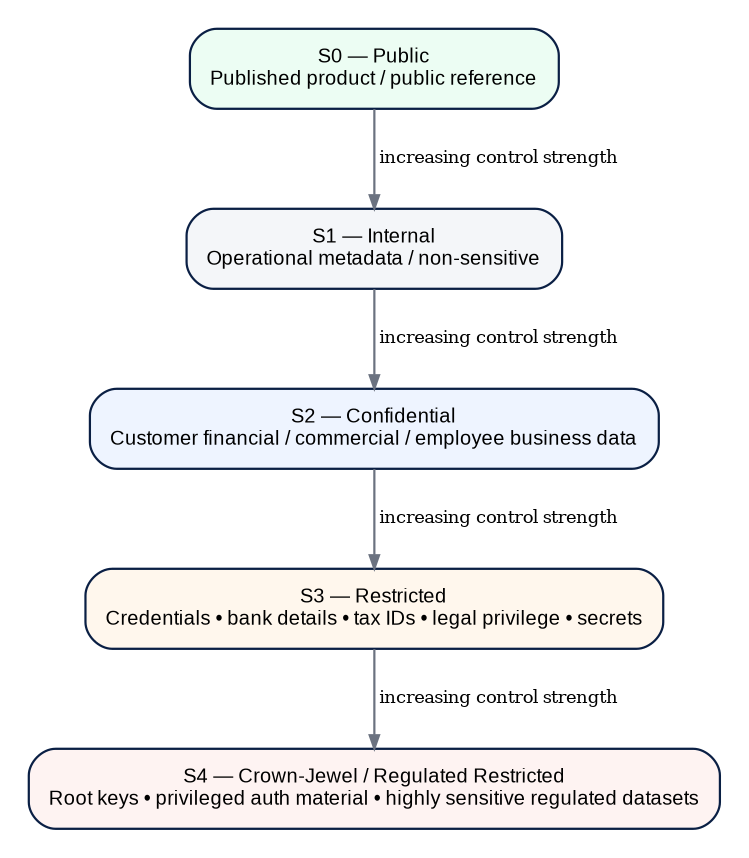 S0 — Public
Published product / public reference
increasing control strength
S1 — Internal
Operational metadata / non-sensitive
increasing control strength
S2 — Confidential
Customer financial / commercial / employee business data
increasing control strength
S3 — Restricted
Credentials • bank details • tax IDs • legal privilege • secrets
increasing control strength
S4 — Crown-Jewel / Regulated Restricted
Root keys • privileged auth material • highly sensitive regulated datasets